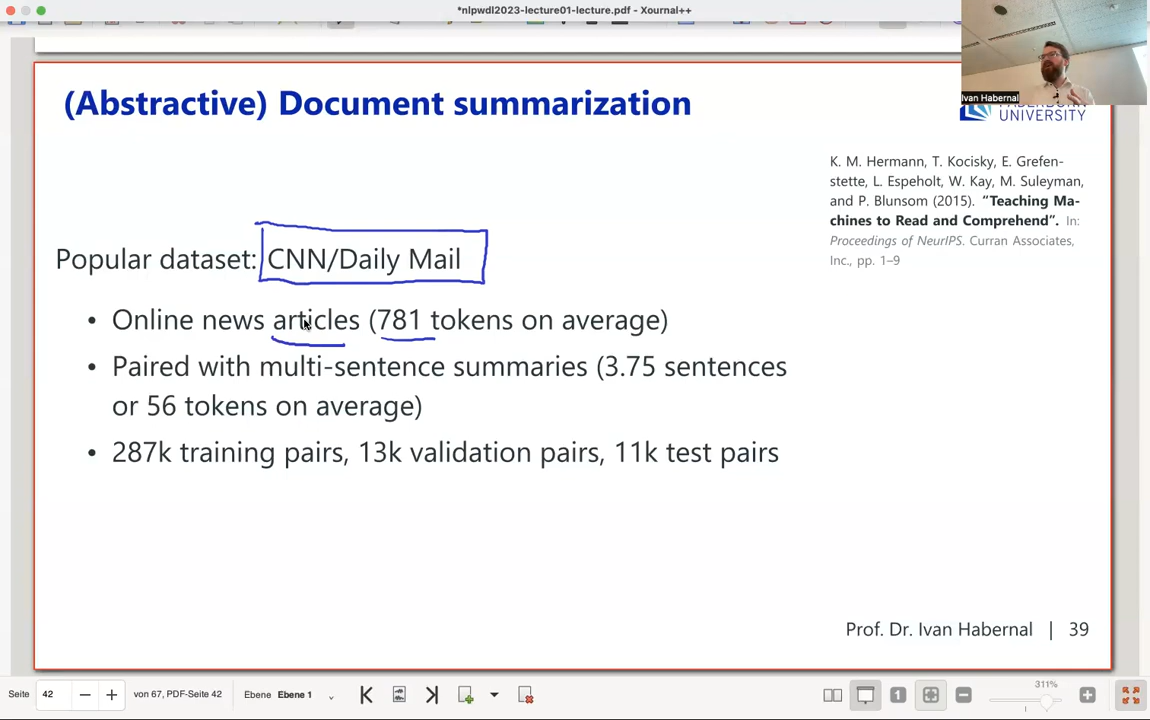 *nlpwdl2023-lecture01-lecture.pdf - Xournal++
Ivan Habernal
UNIVERSITY
(Abstractive) Document summarization
K. M. Hermann, T. Kocisky, E. Grefen-
stette, L. Espeholt, W. Kay, M. Suleyman,
and P. Blunsom (2015). “Teaching Ma-
chines to Read and Comprehend”. In:
Proceedings of NeurIPS. Curran Associates,
Inc., pp. 1–9
Popular dataset: CNN/Daily Mail
• Online news articles (781 tokens on average)
• Paired with multi-sentence summaries (3.75 sentences
or 56 tokens on average)
• 287k training pairs, 13k validation pairs, 11k test pairs
Prof. Dr. Ivan Habernal | 39
Seite 42 von 67, PDF-Seite 42 Ebene Ebene 1 1 311%